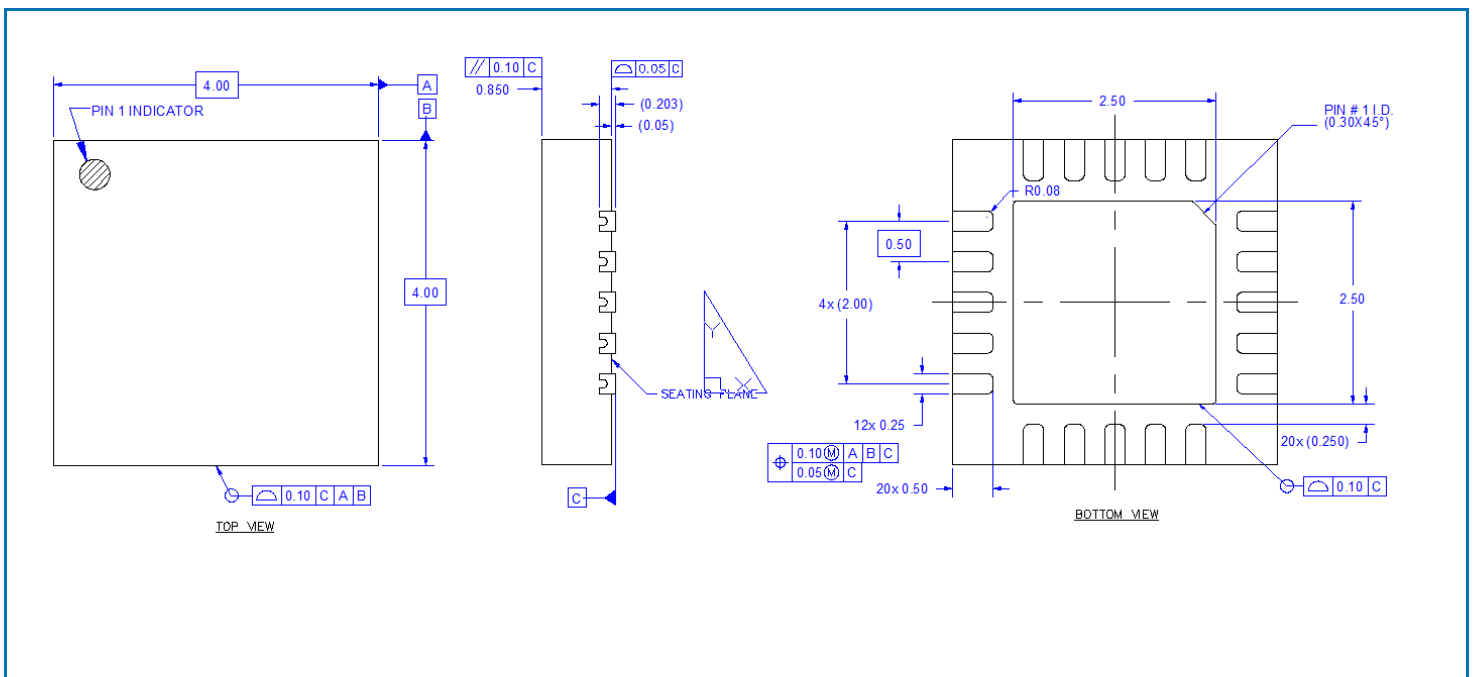 4.00
A
B
PIN 1 INDICATOR
4.00
0.10 C A B
TOP VIEW
// 0.10 C
0.05 C
0.850
(0.203)
(0.05)
Y
X
SEATING PLANE
C
2.50
PIN # 1 I.D.
(0.30X45°)
R0.08
0.50
4x (2.00)
2.50
12x 0.25
0.10 Ⓜ A B C
0.05 Ⓜ C
20x 0.50
20x (0.250)
0.10 C
BOTTOM VIEW